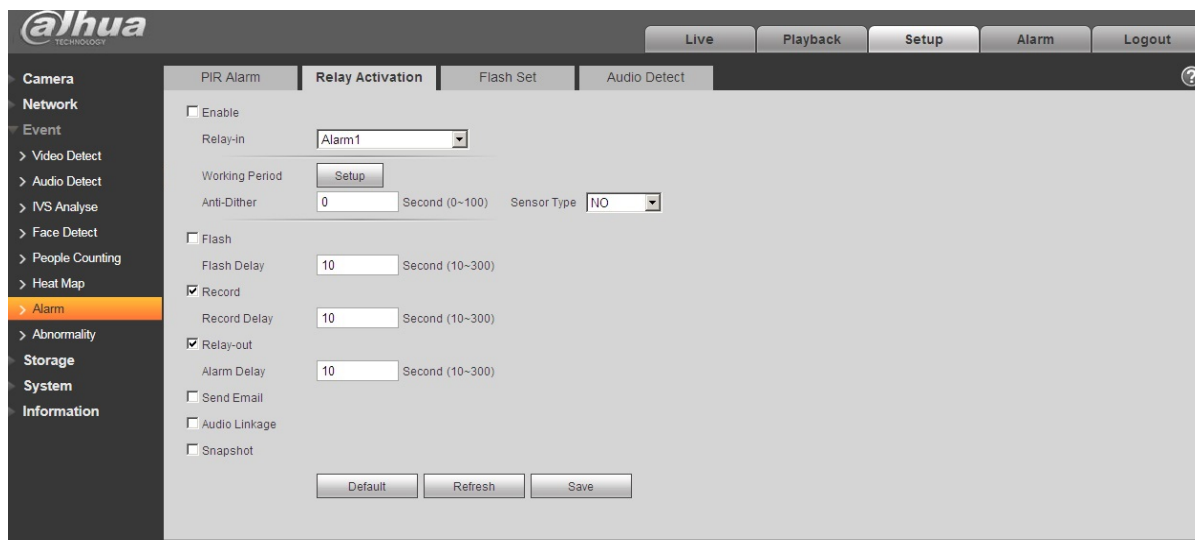 alhua
TECHNOLOGY
Live Playback Setup Alarm Logout
Camera
Network
Event
> Video Detect
> Audio Detect
> IVS Analyse
> Face Detect
> People Counting
> Heat Map
> Alarm
> Abnormality
Storage
System
Information
PIR Alarm Relay Activation Flash Set Audio Detect ?
Enable
Relay-in Alarm1
Working Period Setup
Anti-Dither 0 Second (0~100) Sensor Type NO
Flash
Flash Delay 10 Second (10~300)
Record
Record Delay 10 Second (10~300)
Relay-out
Alarm Delay 10 Second (10~300)
Send Email
Audio Linkage
Snapshot
Default Refresh Save